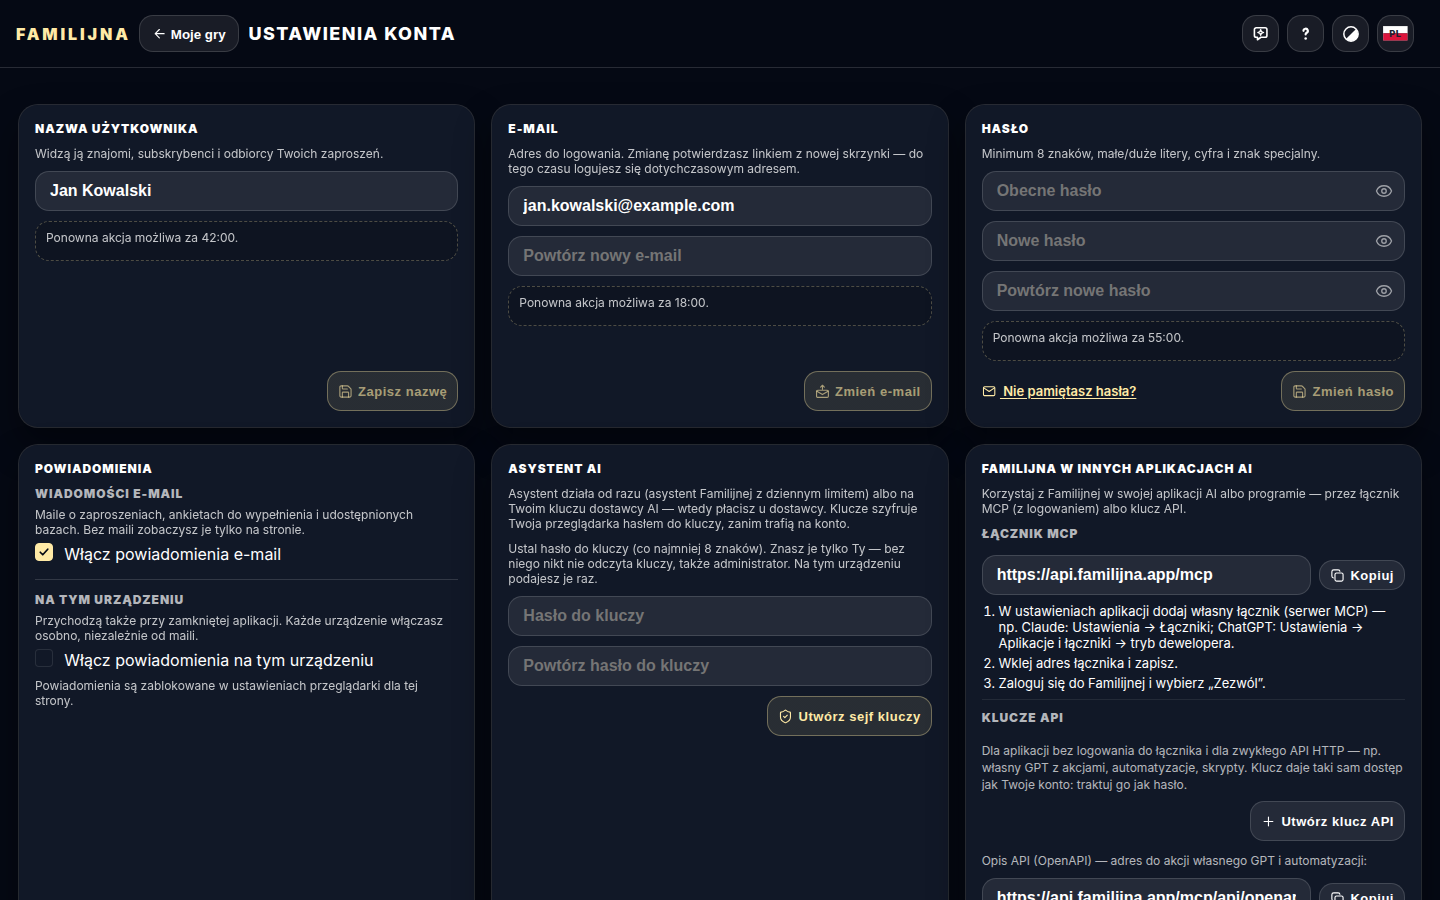 FAMILIJNA
Moje gry
USTAWIENIA KONTA
?
PL
NAZWA UŻYTKOWNIKA
Widzą ją znajomi, subskrybenci i odbiorcy Twoich zaproszeń.
Jan Kowalski
Ponowna akcja możliwa za 42:00.
Zapisz nazwę
E-MAIL
Adres do logowania. Zmianę potwierdzasz linkiem z nowej skrzynki — do
tego czasu logujesz się dotychczasowym adresem.
jan.kowalski@example.com
Powtórz nowy e-mail
Ponowna akcja możliwa za 18:00.
Zmień e-mail
HASŁO
Minimum 8 znaków, małe/duże litery, cyfra i znak specjalny.
Obecne hasło
Nowe hasło
Powtórz nowe hasło
Ponowna akcja możliwa za 55:00.
Nie pamiętasz hasła?
Zmień hasło
POWIADOMIENIA
WIADOMOŚCI E-MAIL
Maile o zaproszeniach, ankietach do wypełnienia i udostępnionych
bazach. Bez maili zobaczysz je tylko na stronie.
Włącz powiadomienia e-mail
NA TYM URZĄDZENIU
Przychodzą także przy zamkniętej aplikacji. Każde urządzenie włączasz
osobno, niezależnie od maili.
Włącz powiadomienia na tym urządzeniu
Powiadomienia są zablokowane w ustawieniach przeglądarki dla tej
strony.
ASYSTENT AI
Asystent działa od razu (asystent Familijnej z dziennym limitem) albo na
Twoim kluczu dostawcy AI — wtedy płacisz u dostawcy. Klucze szyfruje
Twoja przeglądarka hasłem do kluczy, zanim trafią na konto.
Ustal hasło do kluczy (co najmniej 8 znaków). Znasz je tylko Ty — bez
niego nikt nie odczyta kluczy, także administrator. Na tym urządzeniu
podajesz je raz.
Hasło do kluczy
Powtórz hasło do kluczy
Utwórz sejf kluczy
FAMILIJNA W INNYCH APLIKACJACH AI
Korzystaj z Familijnej w swojej aplikacji AI albo programie — przez łącznik
MCP (z logowaniem) albo klucz API.
ŁĄCZNIK MCP
https://api.familijna.app/mcp
Kopiuj
1. W ustawieniach aplikacji dodaj własny łącznik (serwer MCP) —
np. Claude: Ustawienia → Łączniki; ChatGPT: Ustawienia →
Aplikacje i łączniki → tryb dewelopera.
2. Wklej adres łącznika i zapisz.
3. Zaloguj się do Familijnej i wybierz „Zezwól”.
KLUCZE API
Dla aplikacji bez logowania do łącznika i dla zwykłego API HTTP — np.
własny GPT z akcjami, automatyzacje, skrypty. Klucz daje taki sam dostęp
jak Twoje konto: traktuj go jak hasło.
Utwórz klucz API
Opis API (OpenAPI) — adres do akcji własnego GPT i automatyzacji:
https://api.familijna.app/mcp/api/openap
Kopiuj